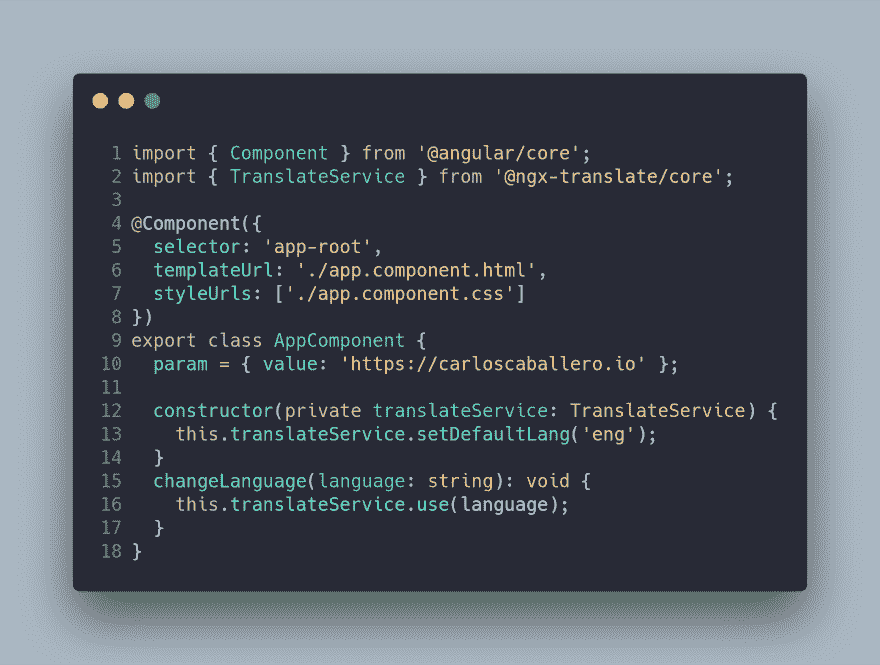 1 import { Component } from '@angular/core';
2 import { TranslateService } from '@ngx-translate/core';
3
4 @Component({
5   selector: 'app-root',
6   templateUrl: './app.component.html',
7   styleUrls: ['./app.component.css']
8 })
9 export class AppComponent {
10   param = { value: 'https://carloscaballero.io' };
11
12   constructor(private translateService: TranslateService) {
13     this.translateService.setDefaultLang('eng');
14   }
15   changeLanguage(language: string): void {
16     this.translateService.use(language);
17   }
18 }